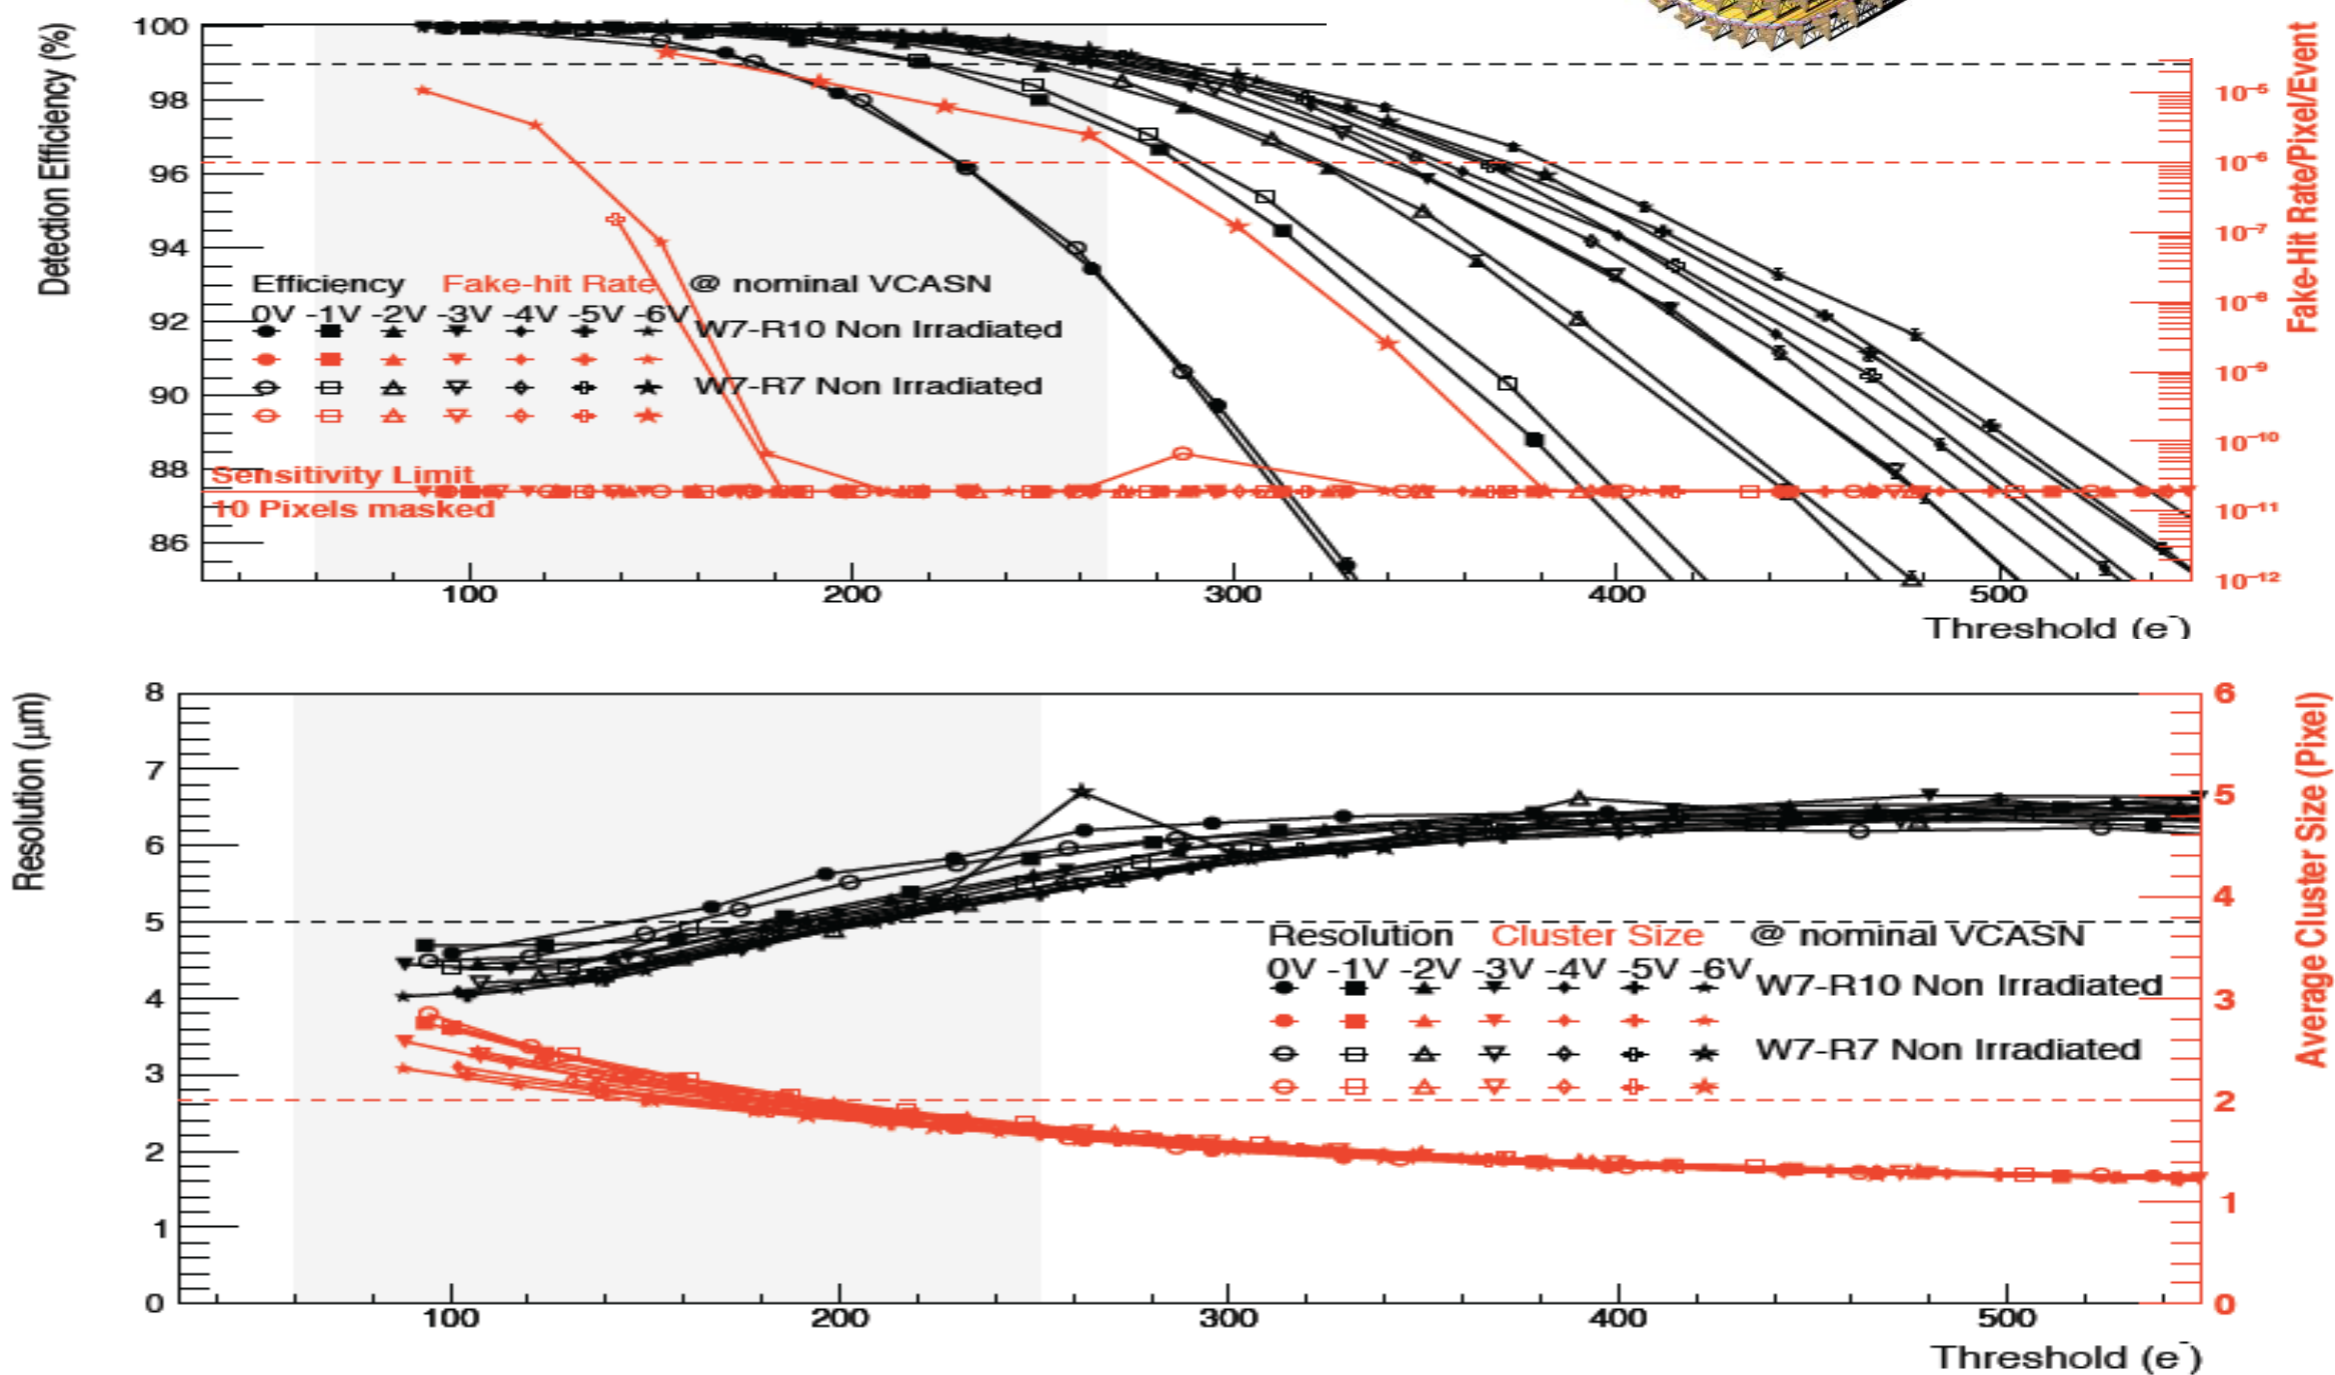 Detection Efficiency (%)
100
98
96
94
92
90
88
86
Efficiency Fake-hit Rate @ nominal VCASN
0V -1V -2V -3V -4V -5V -6V
W7-R10 Non Irradiated
W7-R7 Non Irradiated
Sensitivity Limit
10 Pixels masked
100 200 300 400 500
Threshold (e⁻)
10⁻⁵
10⁻⁶
10⁻⁷
10⁻⁸
10⁻⁹
10⁻¹⁰
10⁻¹¹
10⁻¹²
Fake-Hit Rate/Pixel/Event
Resolution (μm)
8
7
6
5
4
3
2
1
0
Resolution Cluster Size @ nominal VCASN
0V -1V -2V -3V -4V -5V -6V
W7-R10 Non Irradiated
W7-R7 Non Irradiated
100 200 300 400 500
Threshold (e⁻)
6
5
4
3
2
1
0
Average Cluster Size (Pixel)